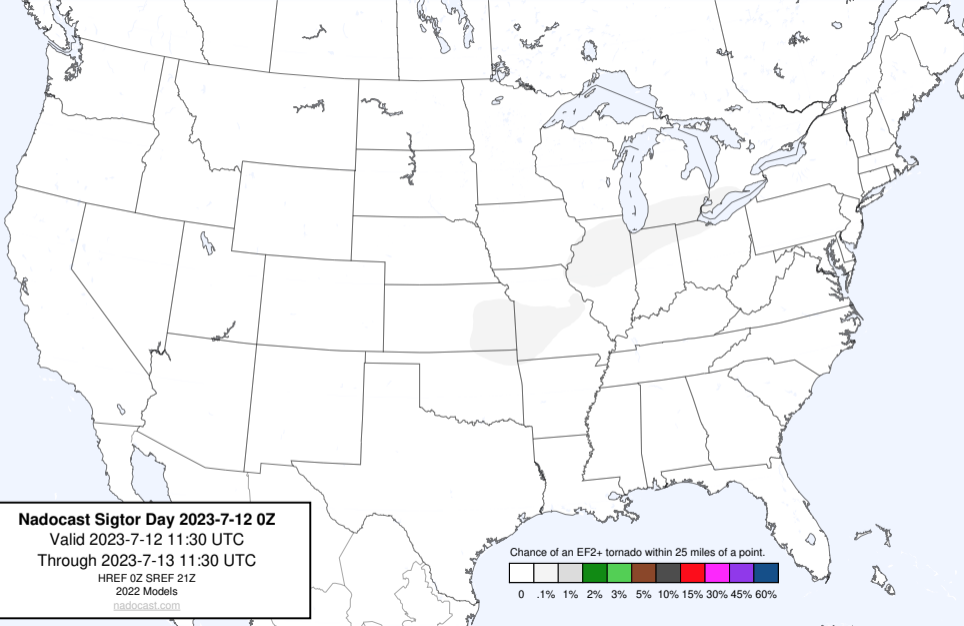 Nadocast Sigtor Day 2023-7-12 0Z
Valid 2023-7-12 11:30 UTC
Through 2023-7-13 11:30 UTC
HREF 0Z SREF 21Z
2022 Models
nadocast.com
Chance of an EF2+ tornado within 25 miles of a point.
0 .1% 1% 2% 3% 5% 10% 15% 30% 45% 60%